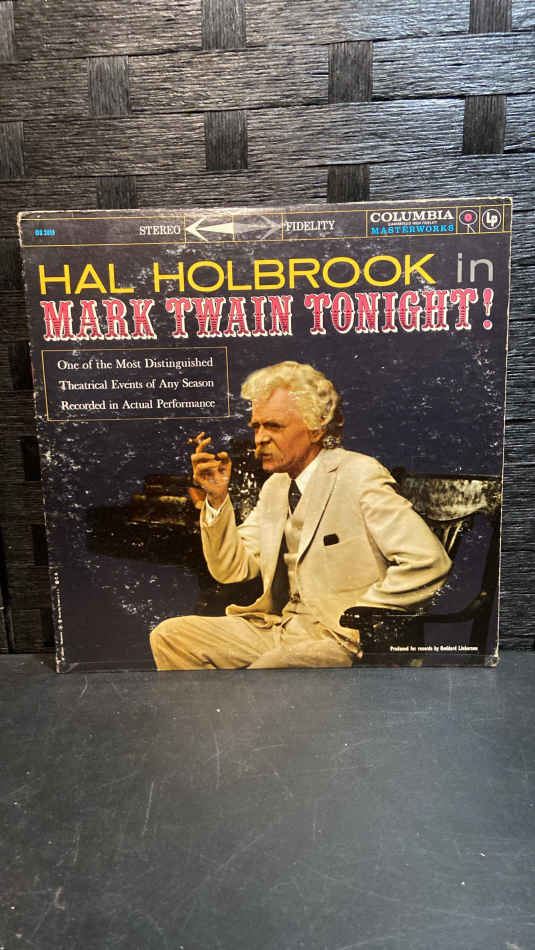 STEREO FIDELITY
COLUMBIA
MASTERWORKS
LP
HAL HOLBROOK in
MARK TWAIN TONIGHT!
One of the Most Distinguished
Theatrical Events of Any Season
Recorded in Actual Performance
Produced for records by Goddard Lieberson